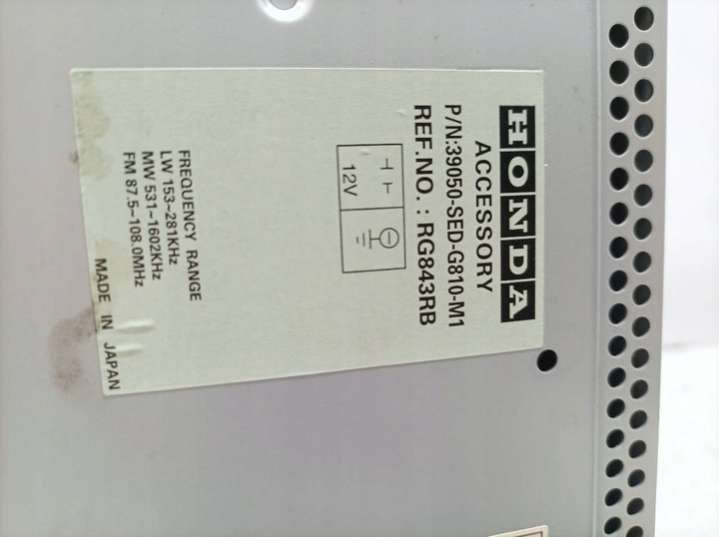 HONDA
ACCESSORY
P/N:39050-SED-G810-M1
REF.NO.: RG843RB
12V
FREQUENCY RANGE
LW 153~281KHz
MW 531~1602KHz
FM 87.5~108.0MHz
MADE IN JAPAN